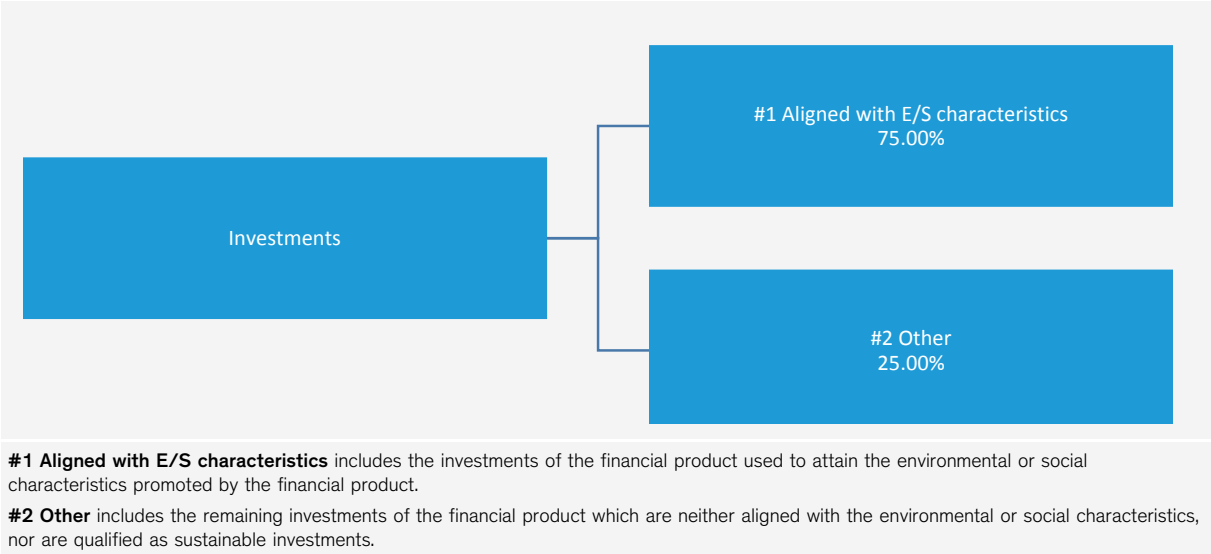 #1 Aligned with E/S characteristics
75.00%
Investments
#2 Other
25.00%
#1 Aligned with E/S characteristics includes the investments of the financial product used to attain the environmental or social
characteristics promoted by the financial product.
#2 Other includes the remaining investments of the financial product which are neither aligned with the environmental or social characteristics,
nor are qualified as sustainable investments.